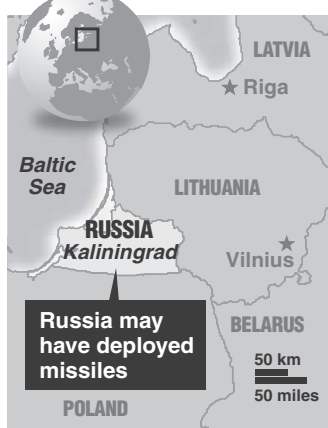 LATVIA
Riga
Baltic
Sea
LITHUANIA
RUSSIA
Kaliningrad
Vilnius
Russia may
have deployed
missiles
BELARUS
50 km
50 miles
POLAND